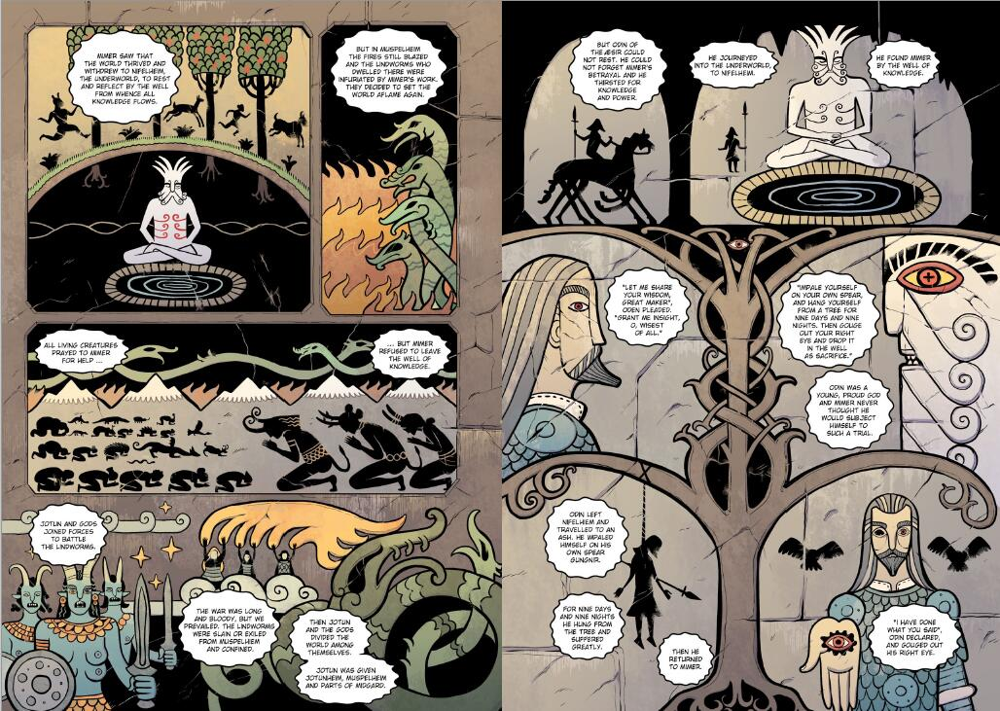 MIMER SAW THAT
THE WORLD THRIVED AND
WITHDREW TO NIFELHEIM,
THE UNDERWORLD, TO REST
AND REFLECT BY THE WELL
FROM WHENCE ALL
KNOWLEDGE FLOWS.
BUT IN MUSPELHEIM
THE FIRES STILL BLAZED
AND THE LINDWORMS WHO
DWELLED THERE WERE
INFURIATED BY MIMER'S WORK.
THEY DECIDED TO SET THE
WORLD AFLAME AGAIN.
ALL LIVING CREATURES
PRAYED TO MIMER
FOR HELP ...
... BUT MIMER
REFUSED TO LEAVE
THE WELL OF
KNOWLEDGE.
JOTUN AND GODS
JOINED FORCES
TO BATTLE
THE LINDWORMS.
THE WAR WAS LONG
AND BLOODY, BUT WE
PREVAILED. THE LINDWORMS
WERE SLAIN OR EXILED
FROM MUSPELHEIM
AND CONFINED.
THEN JOTUN
AND THE GODS
DIVIDED THE
WORLD AMONG
THEMSELVES.
JOTUN WAS GIVEN
JOTUNHEIM, MUSPELHEIM
AND PARTS OF MIDGARD.
BUT ODIN OF
THE ÆSIR COULD
NOT REST. HE COULD
NOT FORGET MIMER'S
BETRAYAL AND HE
THIRSTED FOR
KNOWLEDGE
AND POWER.
HE JOURNEYED
INTO THE UNDERWORLD,
TO NIFELHEIM.
HE FOUND MIMER
BY THE WELL OF
KNOWLEDGE.
"LET ME SHARE
YOUR WISDOM,
GREAT MAKER",
ODEN PLEADED.
"GRANT ME INSIGHT,
O, WISEST
OF ALL."
"IMPALE YOURSELF
ON YOUR OWN SPEAR,
AND HANG YOURSELF
FROM A TREE FOR
NINE DAYS AND NINE
NIGHTS. THEN GOUGE
OUT YOUR RIGHT
EYE AND DROP IT
IN THE WELL
AS SACRIFICE."
ODIN WAS A
YOUNG, PROUD GOD
AND MIMER NEVER
THOUGHT HE
WOULD SUBJECT
HIMSELF TO
SUCH A TRIAL.
ODIN LEFT
NIFELHIEM AND
TRAVELLED TO AN
ASH. HE IMPALED
HIMSELF ON HIS
OWN SPEAR
GUNGNIR.
FOR NINE DAYS
AND NINE NIGHTS
HE HUNG FROM
THE TREE AND
SUFFERED
GREATLY.
THEN HE
RETURNED
TO MIMER.
"I HAVE DONE
WHAT YOU SAID",
ODIN DECLARED,
AND GOUGED OUT
HIS RIGHT EYE.